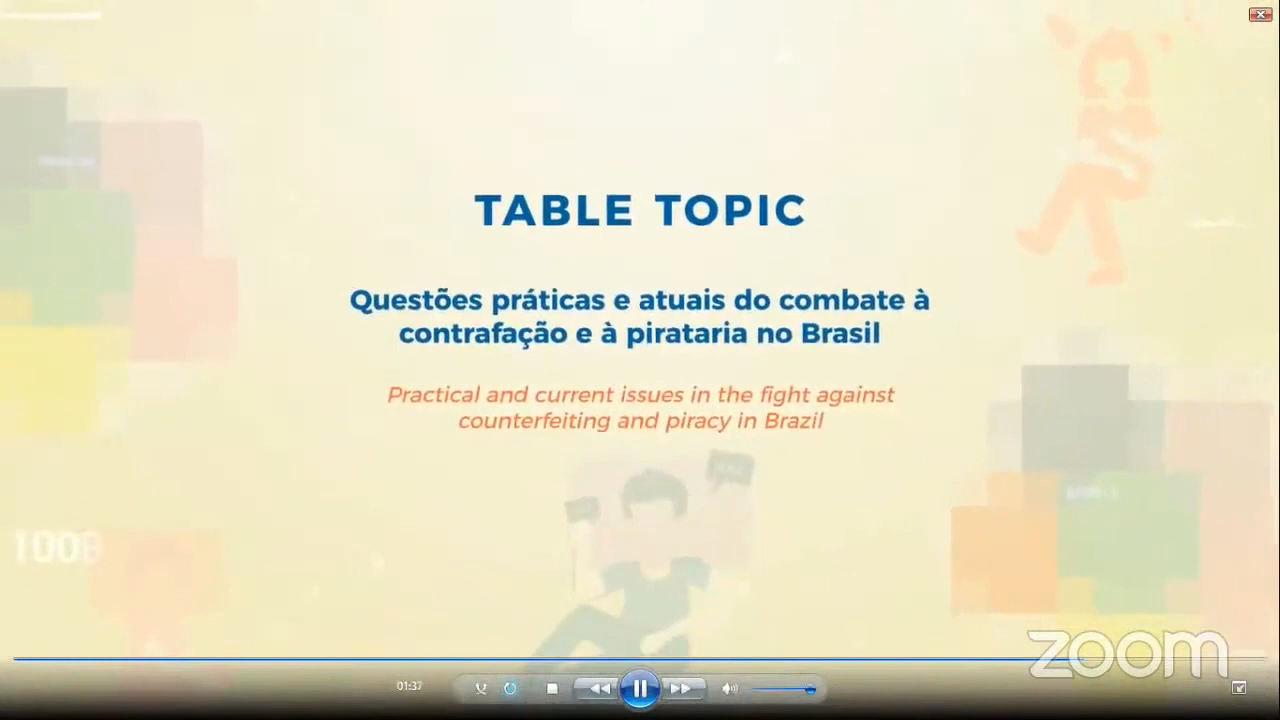 TABLE TOPIC
Questões práticas e atuais do combate à
contrafação e à pirataria no Brasil
Practical and current issues in the fight against
counterfeiting and piracy in Brazil
zoom
01:37